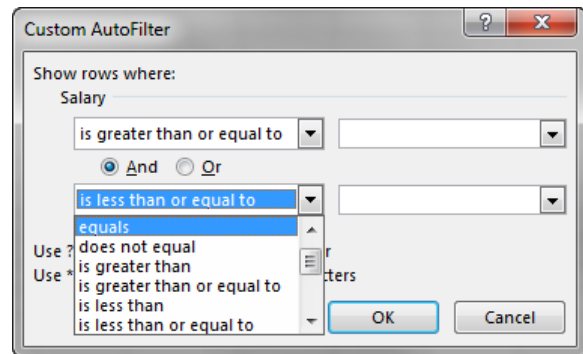 Custom AutoFilter
?
Show rows where:
Salary
is greater than or equal to
And Or
is less than or equal to
equals
does not equal
is greater than
is greater than or equal to
is less than
is less than or equal to
Use ? r
Use * cters
OK Cancel